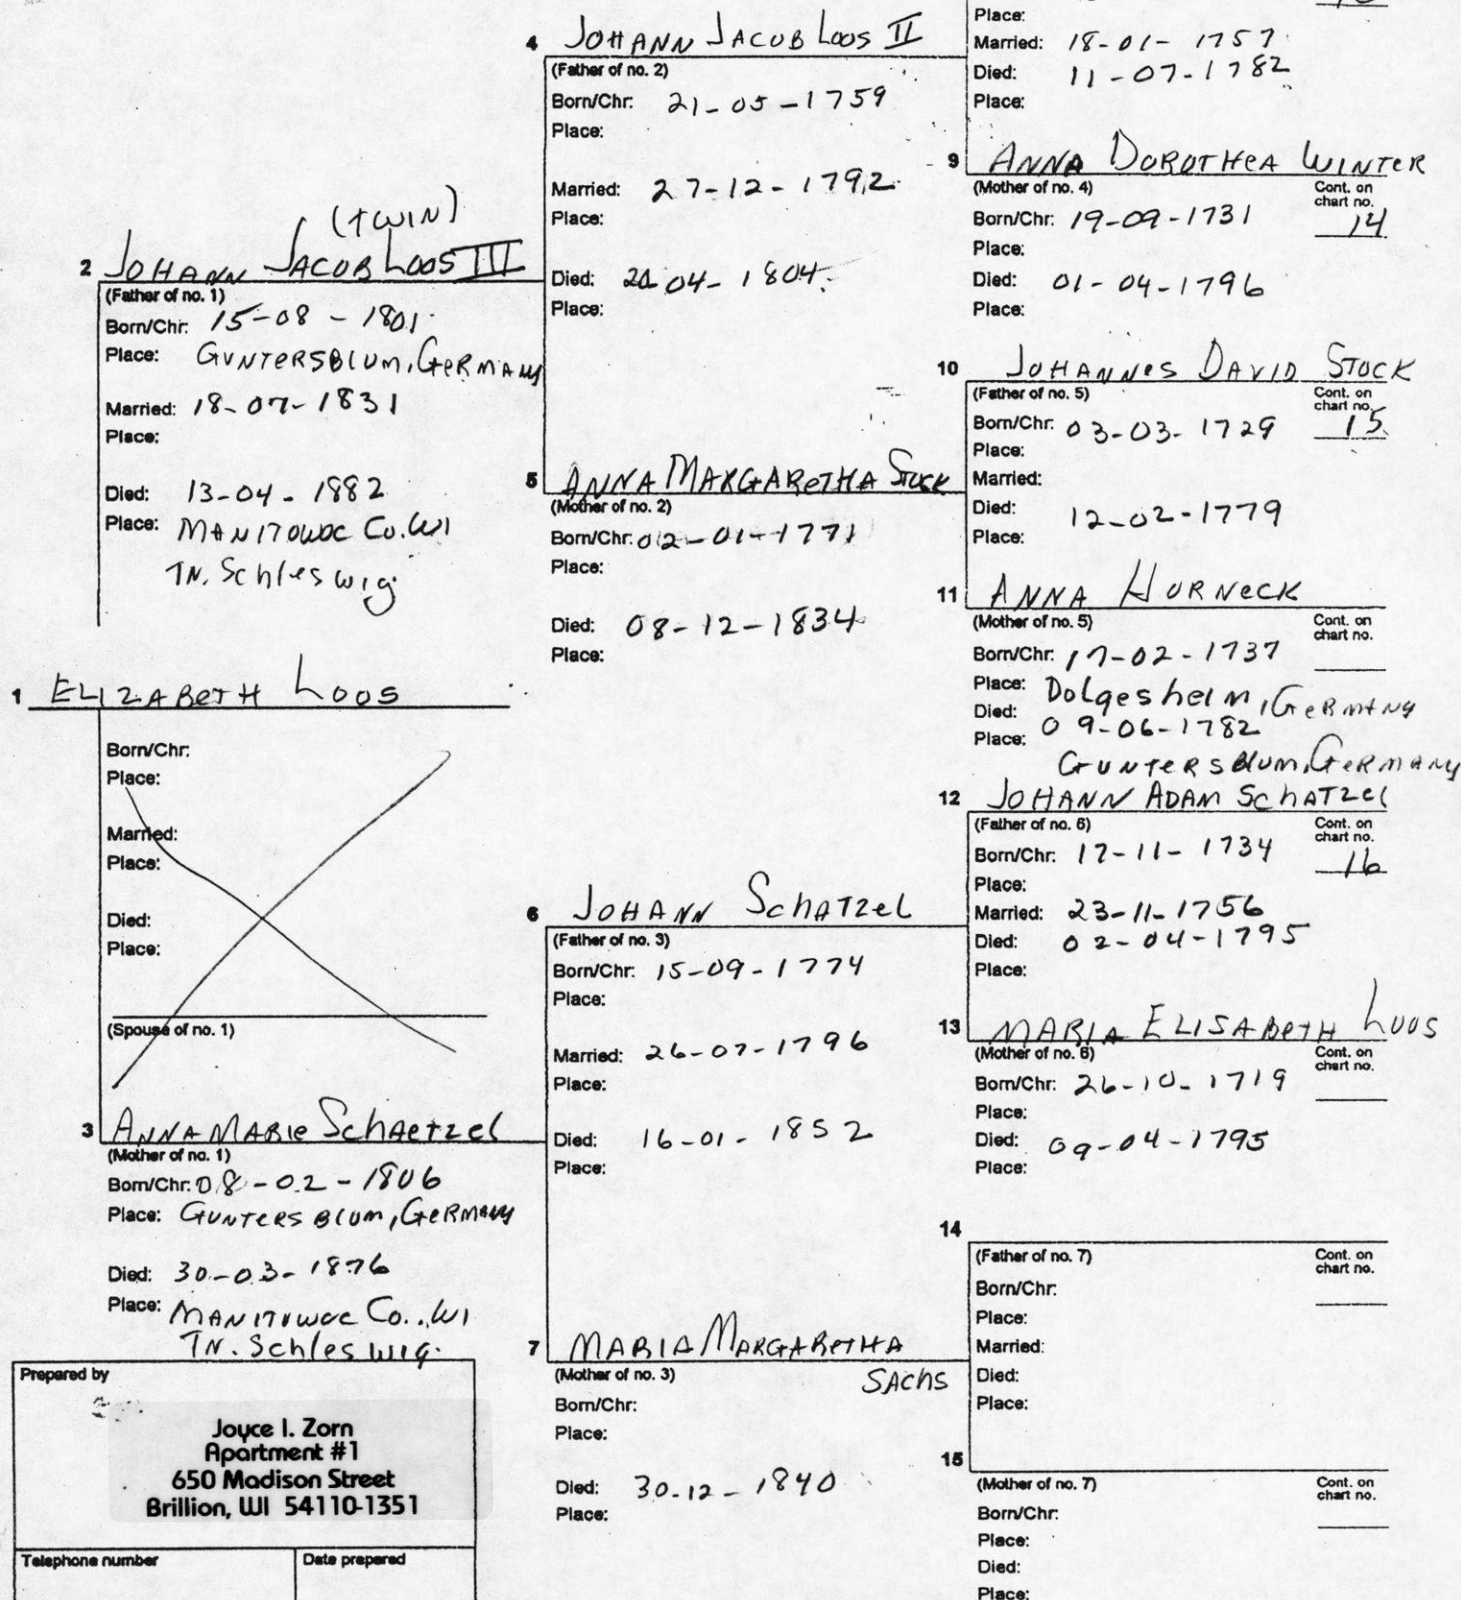 Place:
Married: 18-01-1757
Died: 11-07-1782
Place:
4 JOHANN JACOB LOOS II
(Father of no. 2)
Born/Chr: 21-05-1759
Place:
Married: 27-12-1792
Place:
Died: 04-1804
Place:
9 ANNA DOROTHEA WINTER
(Mother of no. 4)
Cont. on
chart no.
14
Born/Chr: 19-09-1731
Place:
Died: 01-04-1796
Place:
(TWIN)
2 JOHANN JACOB LOOS III
(Father of no. 1)
Born/Chr: 15-08-1801
Place: GUNTERSBLUM, GERMANY
Married: 18-07-1831
Place:
Died: 13-04-1882
Place: MANITOWOC Co. WI
TN. Schleswig
10 JOHANNES DAVID STOCK
(Father of no. 5)
Cont. on
chart no.
15
Born/Chr: 03-03-1729
Place:
Married:
Died: 12-02-1779
Place:
5 ANNA MARGARETHA STOCK
(Mother of no. 2)
Born/Chr: 02-01-1771
Place:
Died: 08-12-1834
Place:
11 ANNA HORNECK
(Mother of no. 5)
Cont. on
chart no.
Born/Chr: 17-02-1737
Place: Dolgesheim, GERMANY
Died: 09-06-1782
Place: GUNTERSBLUM, GERMANY
1 ELIZABETH LOOS
Born/Chr:
Place:
Married:
Place:
Died:
Place:
(Spouse of no. 1)
12 JOHANN ADAM SCHATZEL
(Father of no. 6)
Cont. on
chart no.
16
Born/Chr: 17-11-1734
Place:
Married: 23-11-1756
Died: 02-04-1795
Place:
6 JOHANN SCHATZEL
(Father of no. 3)
Born/Chr: 15-09-1774
Place:
Married: 26-07-1796
Place:
Died: 16-01-1852
Place:
13 MARIA ELISABETH LOOS
(Mother of no. 6)
Cont. on
chart no.
Born/Chr: 26-10-1719
Place:
Died: 09-04-1795
Place:
3 ANNA MARIE SCHAETZEL
(Mother of no. 1)
Born/Chr: 08-02-1806
Place: GUNTERSBLUM, GERMANY
Died: 30-03-1876
Place: MANITOWOC Co., WI
TN. Schleswig.
14
(Father of no. 7)
Cont. on
chart no.
Born/Chr:
Place:
Married:
Died:
Place:
7 MARIA MARGARETHA
SACHS
(Mother of no. 3)
Born/Chr:
Place:
Died: 30-12-1840
Place:
15
(Mother of no. 7)
Cont. on
chart no.
Born/Chr:
Place:
Died:
Place:
Prepared by
Joyce I. Zorn
Apartment #1
650 Madison Street
Brillion, WI 54110-1351
Telephone number
Date prepared